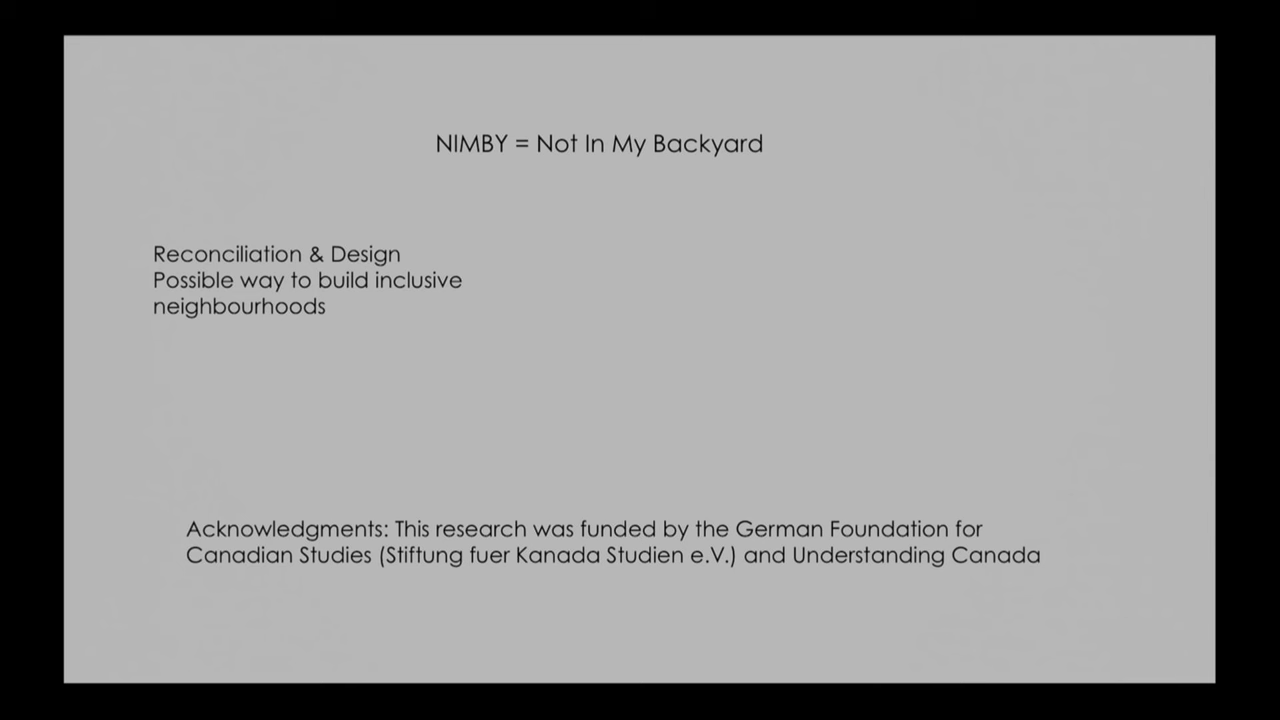 NIMBY = Not In My Backyard
Reconciliation & Design
Possible way to build inclusive
neighbourhoods
Acknowledgments: This research was funded by the German Foundation for
Canadian Studies (Stiftung fuer Kanada Studien e.V.) and Understanding Canada